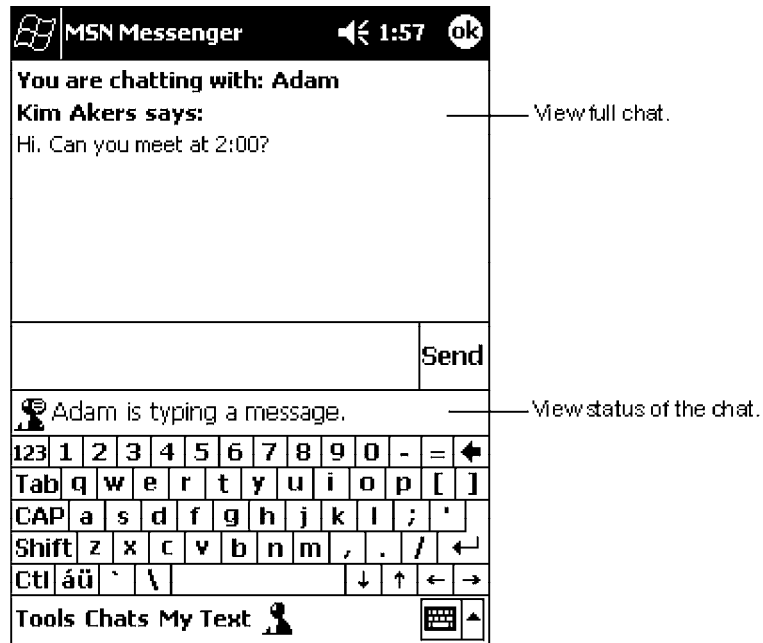 MSN Messenger 1:57 ok
You are chatting with: Adam
Kim Akers says:
View full chat.
Hi. Can you meet at 2:00?
Send
Adam is typing a message.
View status of the chat.
123 1 2 3 4 5 6 7 8 9 0 - =
Tab q w e r t y u i o p [ ]
CAP a s d f g h j k l ; '
Shift z x c v b n m , . /
Ctl áü ` \ ↓ ↑ ← →
Tools Chats My Text